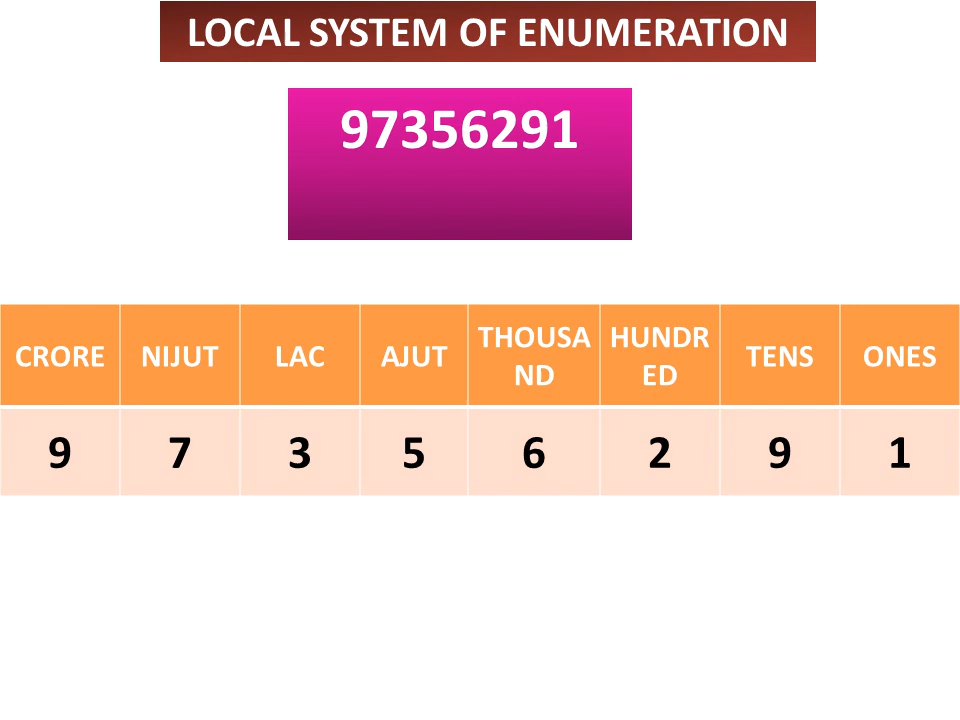 LOCAL SYSTEM OF ENUMERATION
97356291
CRORE NIJUT LAC AJUT THOUSA
ND HUNDR
ED TENS ONES
9 7 3 5 6 2 9 1